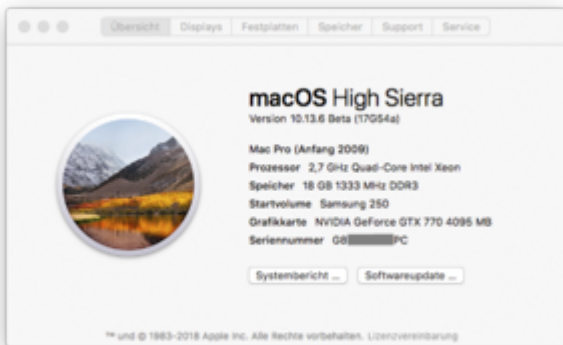 Übersicht Displays Festplatten Speicher Support Service
macOS High Sierra
Version 10.13.6 Beta (17G54a)
Mac Pro (Anfang 2009)
Prozessor 2,7 GHz Quad-Core Intel Xeon
Speicher 18 GB 1333 MHz DDR3
Startvolume Samsung 250
Grafikkarte NVIDIA GeForce GTX 770 4095 MB
Seriennummer G8 PC
Systembericht ... Softwareupdate ...
™ und © 1983-2018 Apple Inc. Alle Rechte vorbehalten. Lizenzvereinbarung